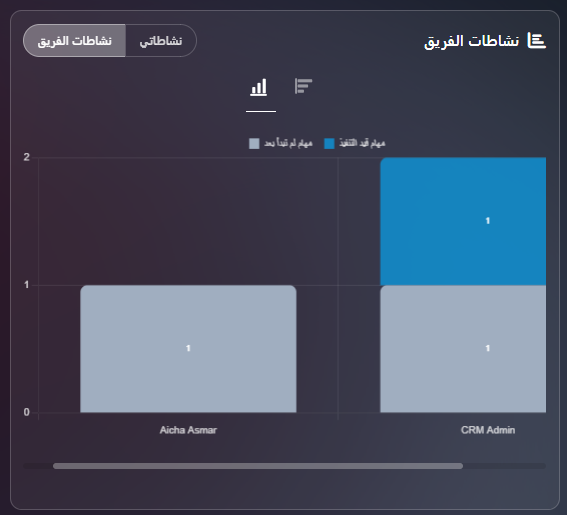 نشاطات الفريق
نشاطاتي
نشاطات الفريق
مهام قيد التنفيذ
مهام لم تبدأ بعد
2
1
1
1
1
0
Aicha Asmar
CRM Admin